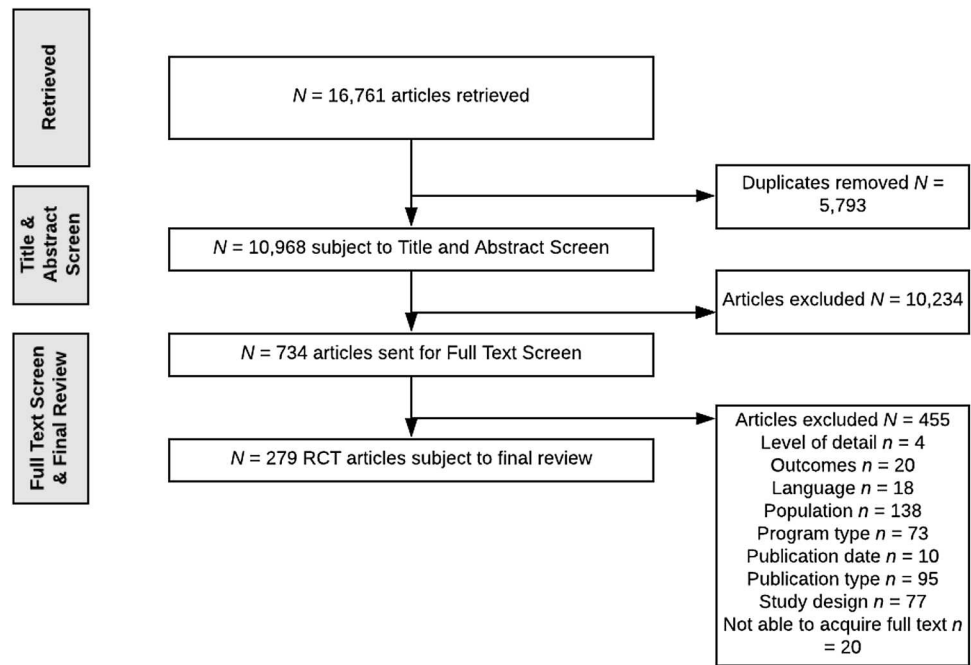 Retrieved
N = 16,761 articles retrieved
Duplicates removed N =
5,793
Title &
Abstract
Screen
N = 10,968 subject to Title and Abstract Screen
Articles excluded N = 10,234
Full Text Screen
& Final Review
N = 734 articles sent for Full Text Screen
N = 279 RCT articles subject to final review
Articles excluded N = 455
Level of detail n = 4
Outcomes n = 20
Language n = 18
Population n = 138
Program type n = 73
Publication date n = 10
Publication type n = 95
Study design n = 77
Not able to acquire full text n
= 20